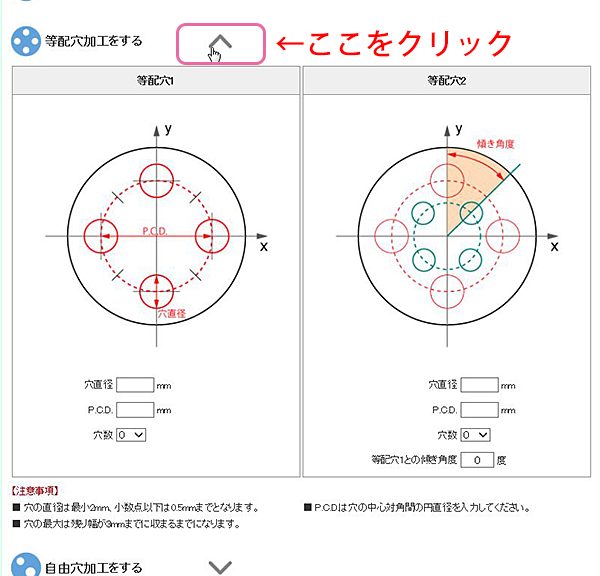 等配穴加工をする
←ここをクリック
等配穴1
等配穴2
y
x
P.C.D.
穴直径
y
x
傾き角度
穴直径 mm
P.C.D. mm
穴数 0
穴直径 mm
P.C.D. mm
穴数 0
等配穴1との傾き角度 0 度
【注意事項】
■ 穴の直径は最小2mm、小数点以下は0.5mmまでとなります。
■ P.C.Dは穴の中心対角間の円直径を入力してください。
■ 穴の最大は残り幅が3mmまでに収まるまでになります。
自由穴加工をする